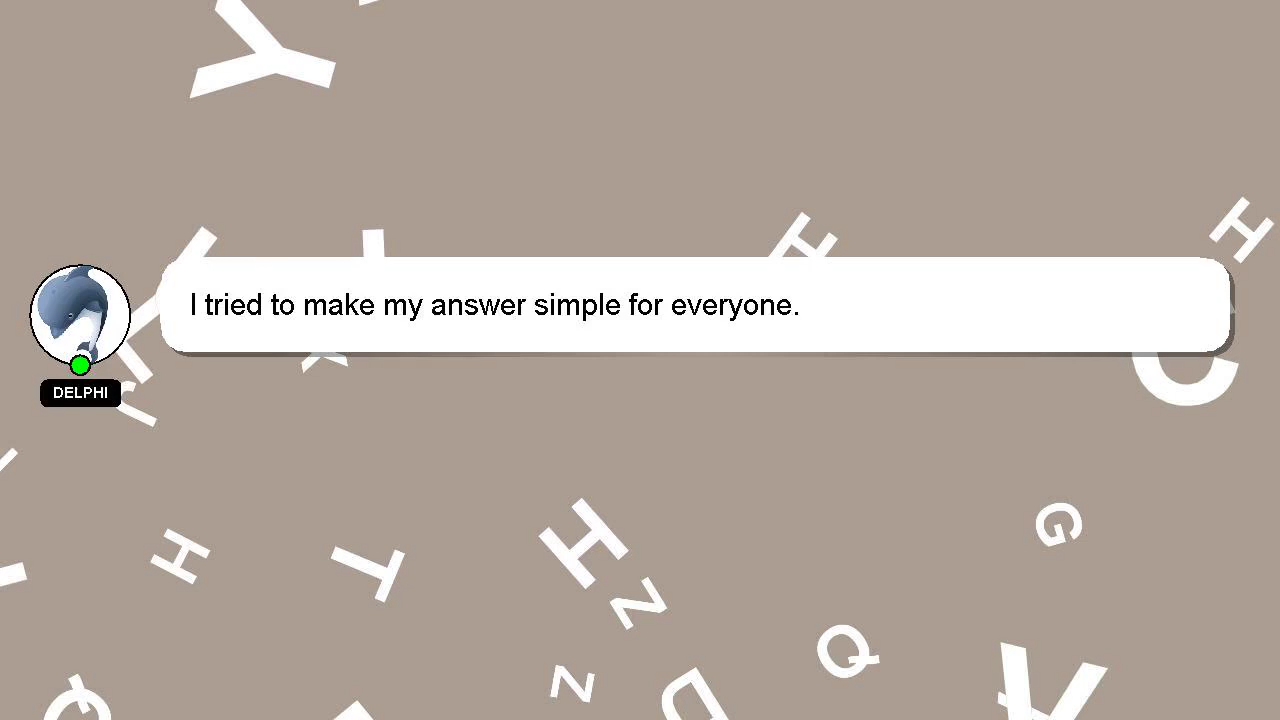 I tried to make my answer simple for everyone.
DELPHI
Y
H
H
C
H
T
H
Z
G
Q
Z
D
Q